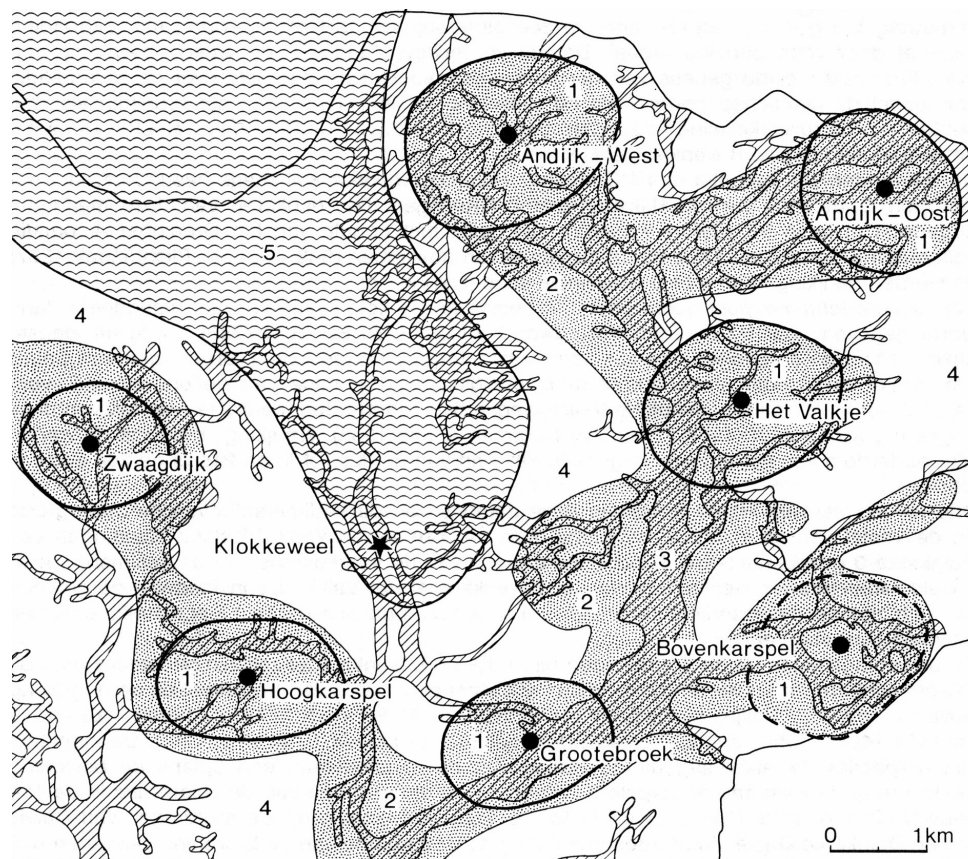 1
Andijk – West
Andijk – Oost
1
5
2
4
4
1
1
Het Valkje
Zwaagdijk
4
Klokkeweel
3
2
Bovenkarspel
1
Hoogkarspel
1
1
Grootebroek
2
4
0 1km